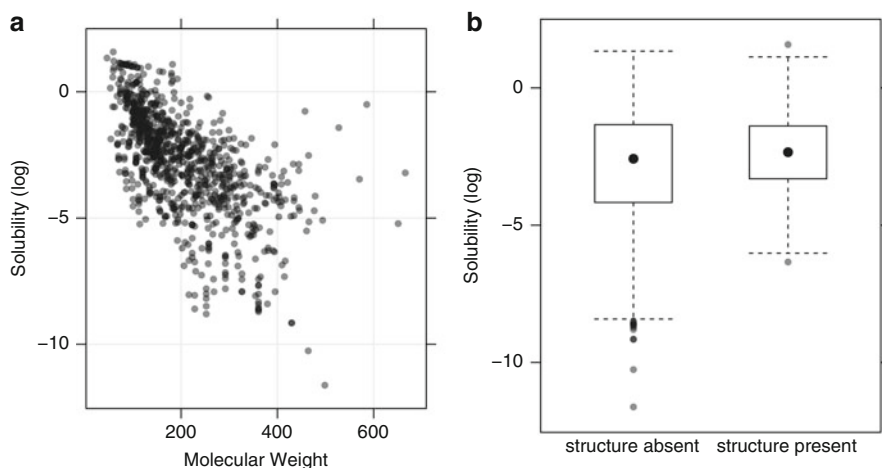 a
Solubility (log)
0
−5
−10
200
400
600
Molecular Weight
b
Solubility (log)
0
−5
−10
structure absent
structure present